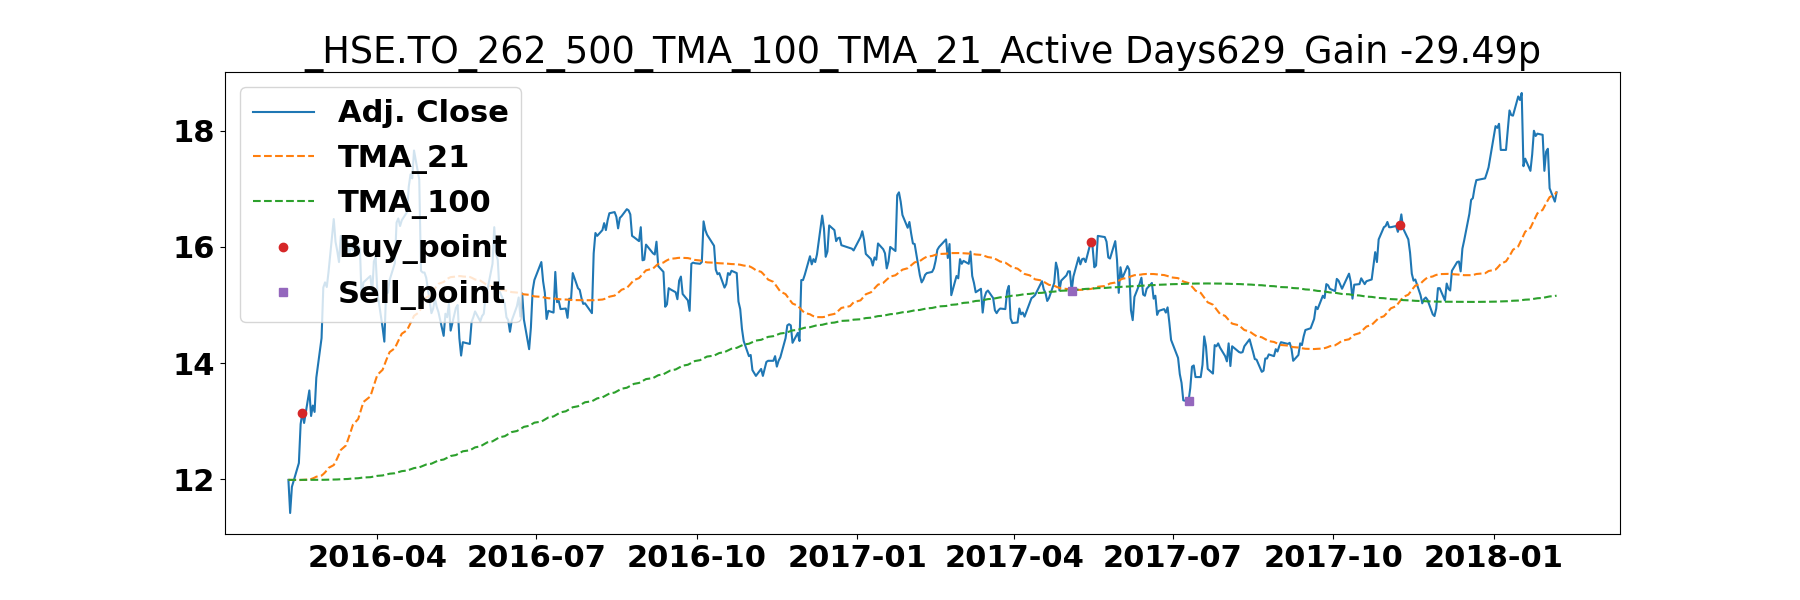 _HSE.TO_262_500_TMA_100_TMA_21_Active Days629_Gain -29.49p
Adj. Close
TMA_21
TMA_100
Buy_point
Sell_point
18
16
14
12
2016-04 2016-07 2016-10 2017-01 2017-04 2017-07 2017-10 2018-01